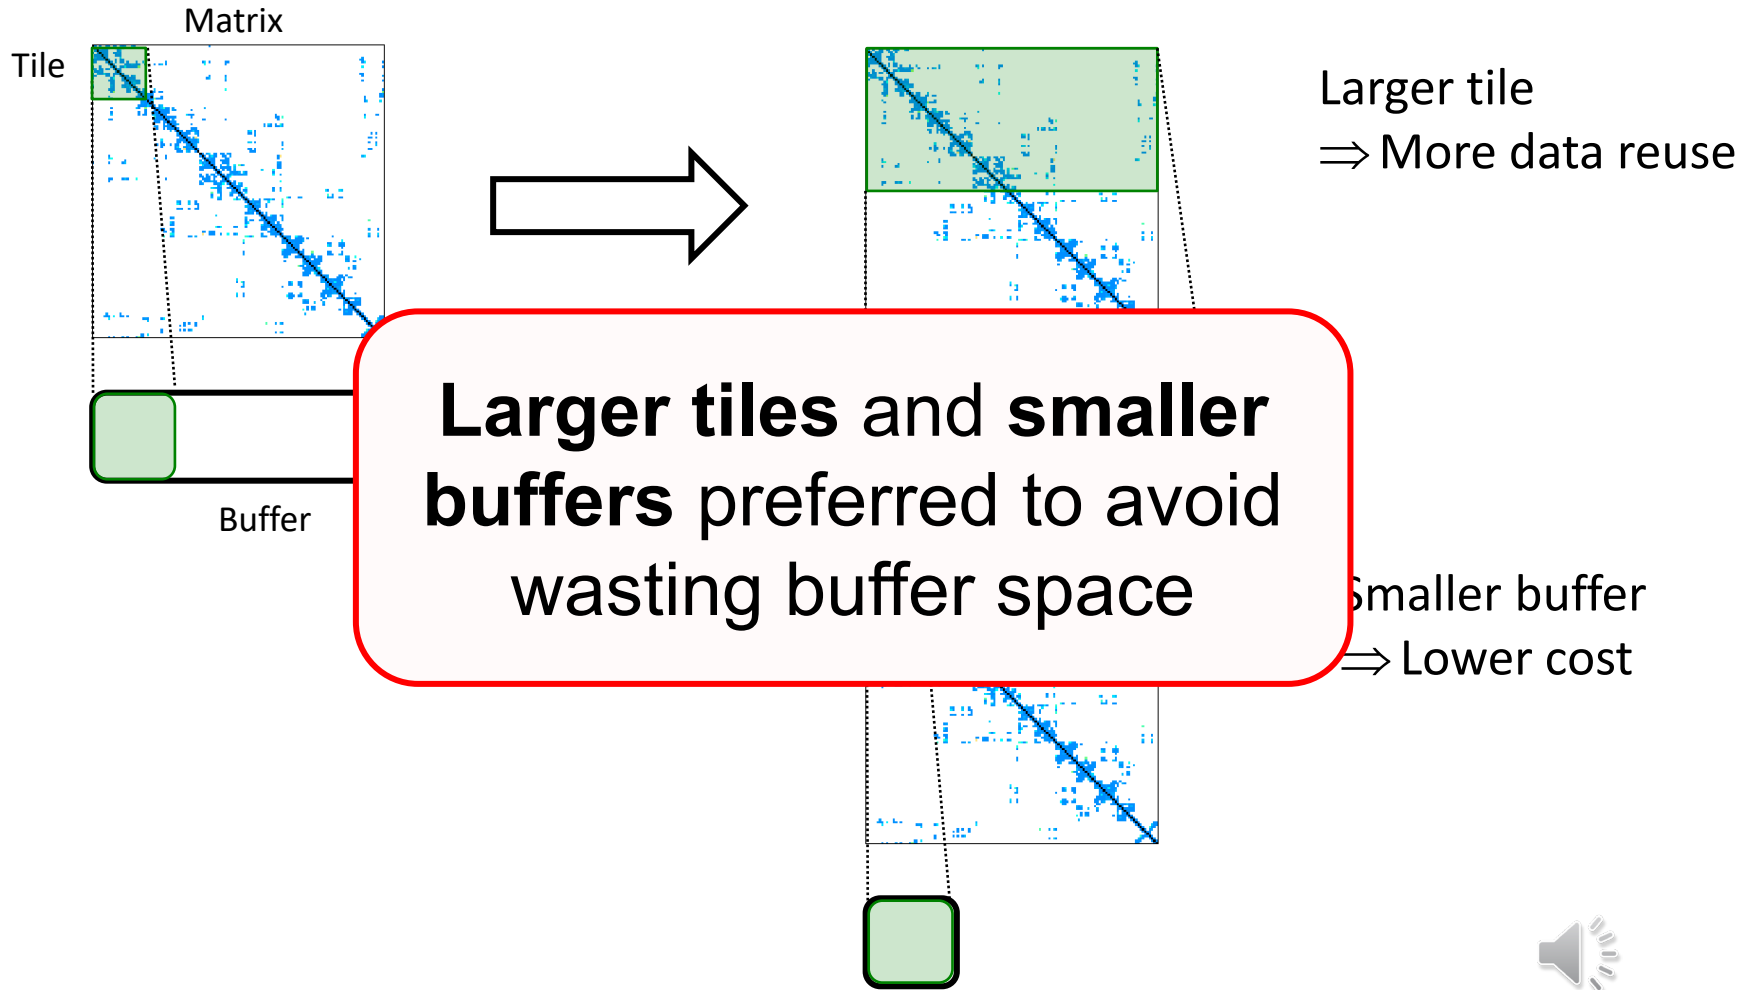 Matrix
Tile
Larger tile
⇒ More data reuse
Larger tiles and smaller
buffers preferred to avoid
wasting buffer space
Buffer
Smaller buffer
⇒ Lower cost